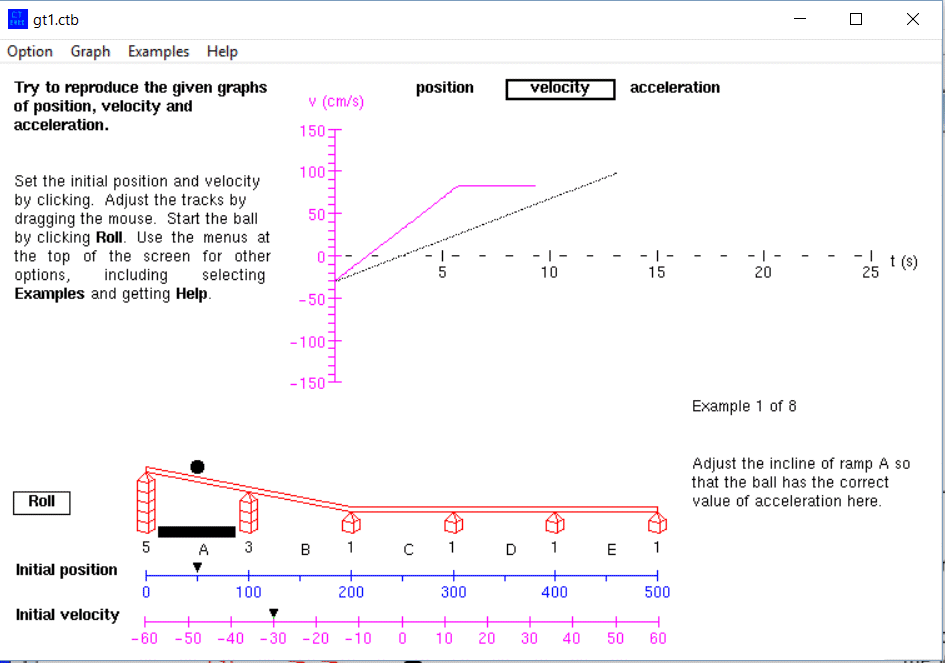 gt1.ctb
Option Graph Examples Help
Try to reproduce the given graphs
of position, velocity and
acceleration.
position velocity acceleration
v (cm/s)
150
100
50
0
-50
-100
-150
5 10 15 20 25 t (s)
Set the initial position and velocity
by clicking. Adjust the tracks by
dragging the mouse. Start the ball
by clicking Roll. Use the menus at
the top of the screen for other
options, including selecting
Examples and getting Help.
Example 1 of 8
Adjust the incline of ramp A so
that the ball has the correct
value of acceleration here.
Roll
5 A 3 B 1 C 1 D 1 E 1
Initial position
0 100 200 300 400 500
Initial velocity
-60 -50 -40 -30 -20 -10 0 10 20 30 40 50 60